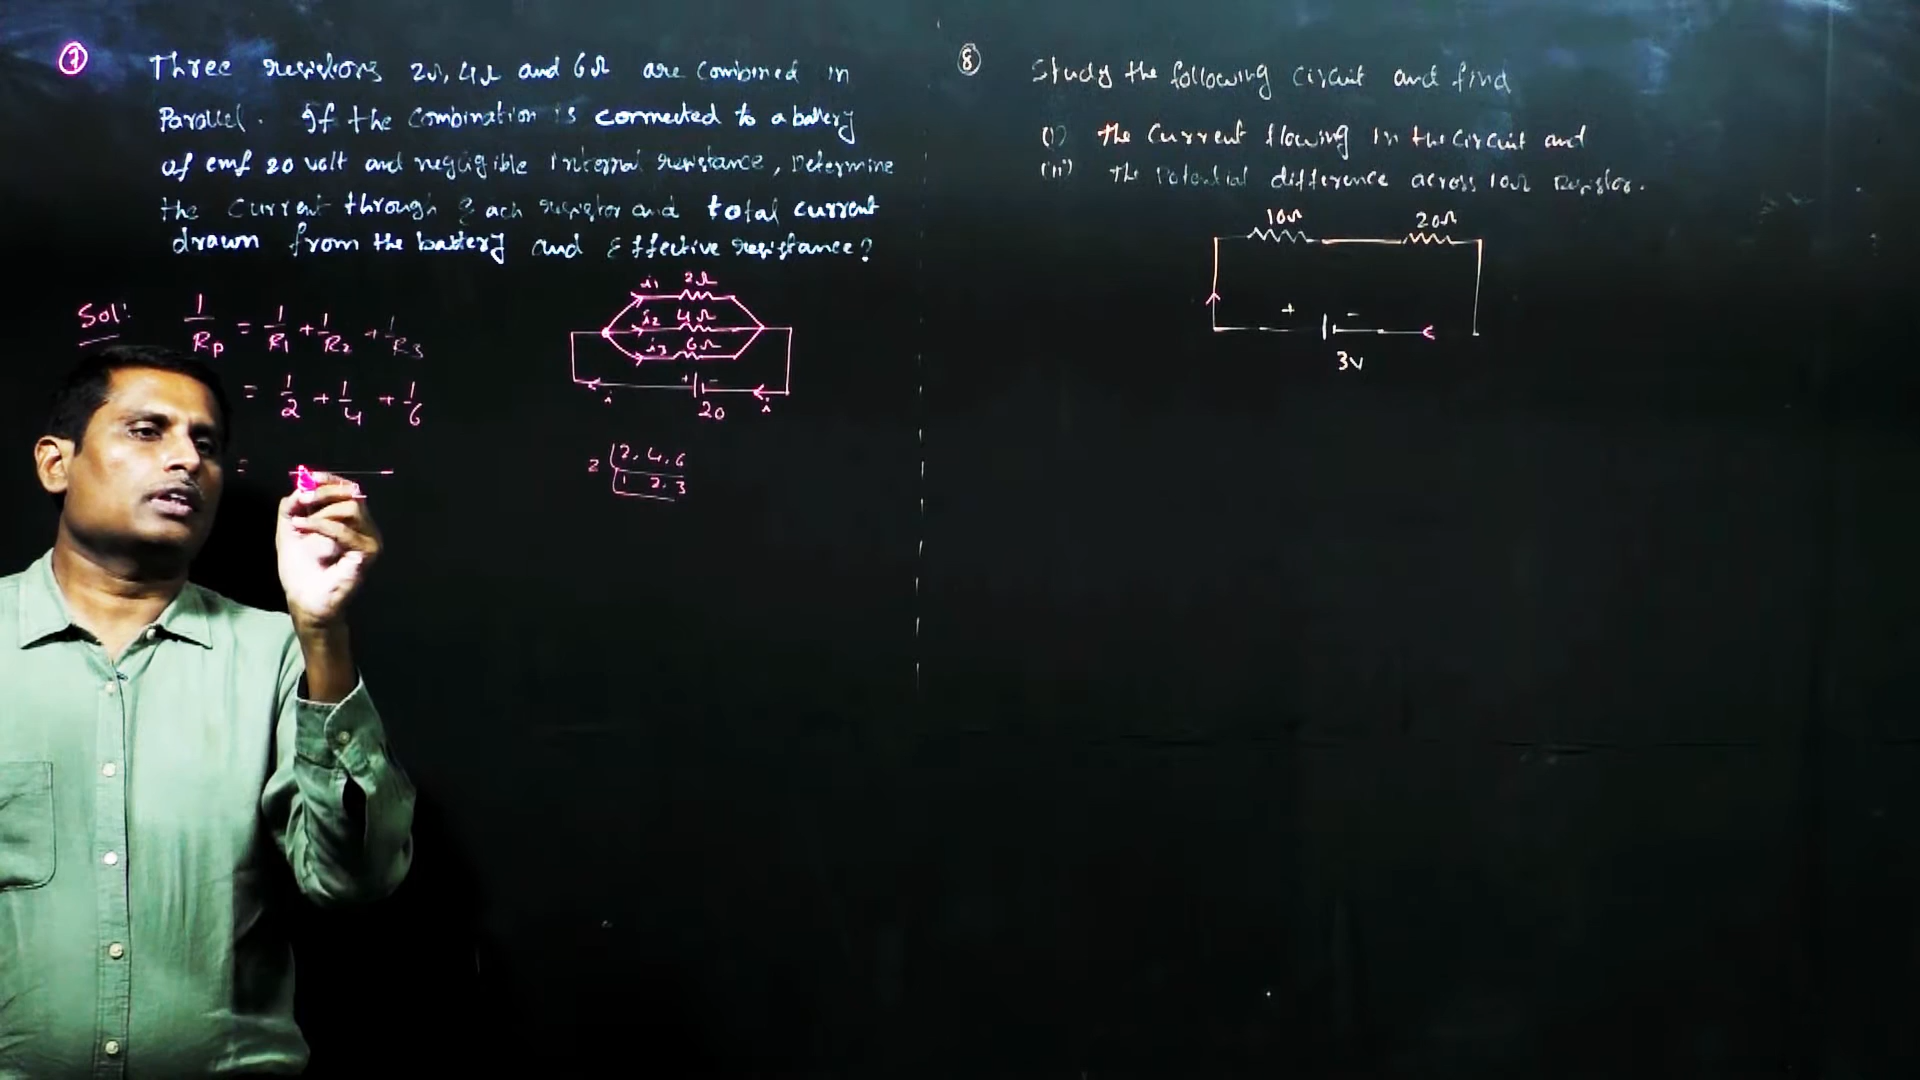 7 Three resistors 2Ω, 4Ω and 6Ω are combined in
Parallel. If the combination is connected to a battery
of emf 20 volt and negligible internal resistance, Determine
the current through Each resistor and total current
drawn from the battery and Effective resistance?
Sol:
1/Rp = 1/R1 + 1/R2 + 1/R3
= 1/2 + 1/4 + 1/6
=
i1 2Ω
i2 4Ω
i3 6Ω
+ -
i 20 i
2 2, 4, 6
1 2, 3
8 Study the following circuit and find
(i) the Current flowing in the circuit and
(ii) The Potential difference across 10Ω Resistor.
10Ω 20Ω
+ -
3V